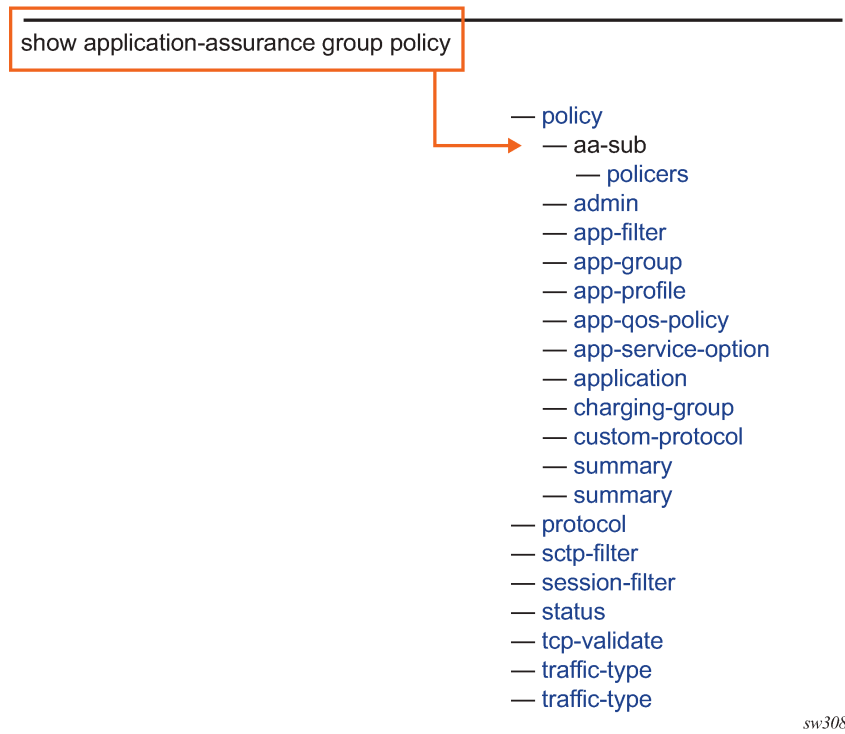 show application-assurance group policy
— policy
— aa-sub
— policers
— admin
— app-filter
— app-group
— app-profile
— app-qos-policy
— app-service-option
— application
— charging-group
— custom-protocol
— summary
— summary
— protocol
— sctp-filter
— session-filter
— status
— tcp-validate
— traffic-type
— traffic-type
sw308